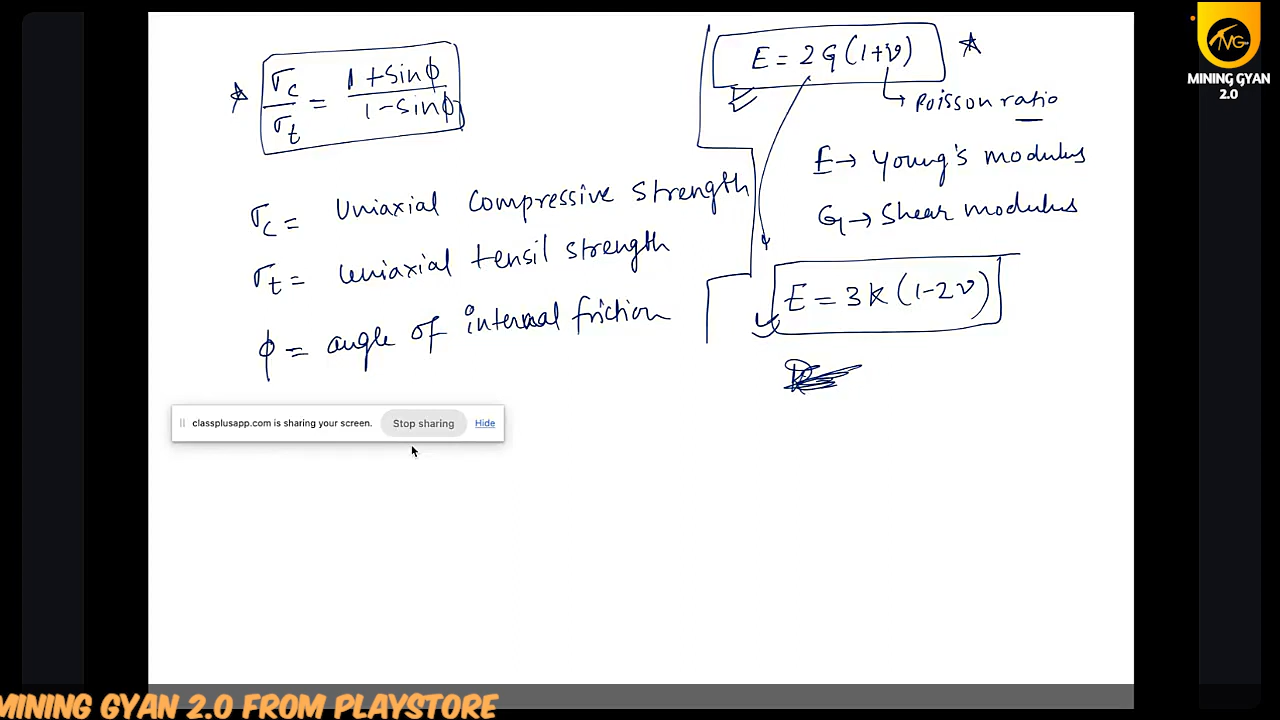 σc/σt = 1+sinϕ/1-sinϕ
σc = Uniaxial compressive strength
σt = Uniaxial tensil strength
ϕ = angle of internal friction
E = 2G(1+ν)
Poisson ratio
E → Young's modulus
G → Shear modulus
E = 3K(1-2ν)
classplusapp.com is sharing your screen. Stop sharing Hide
MINING GYAN 2.0
MINING GYAN 2.0 FROM PLAYSTORE